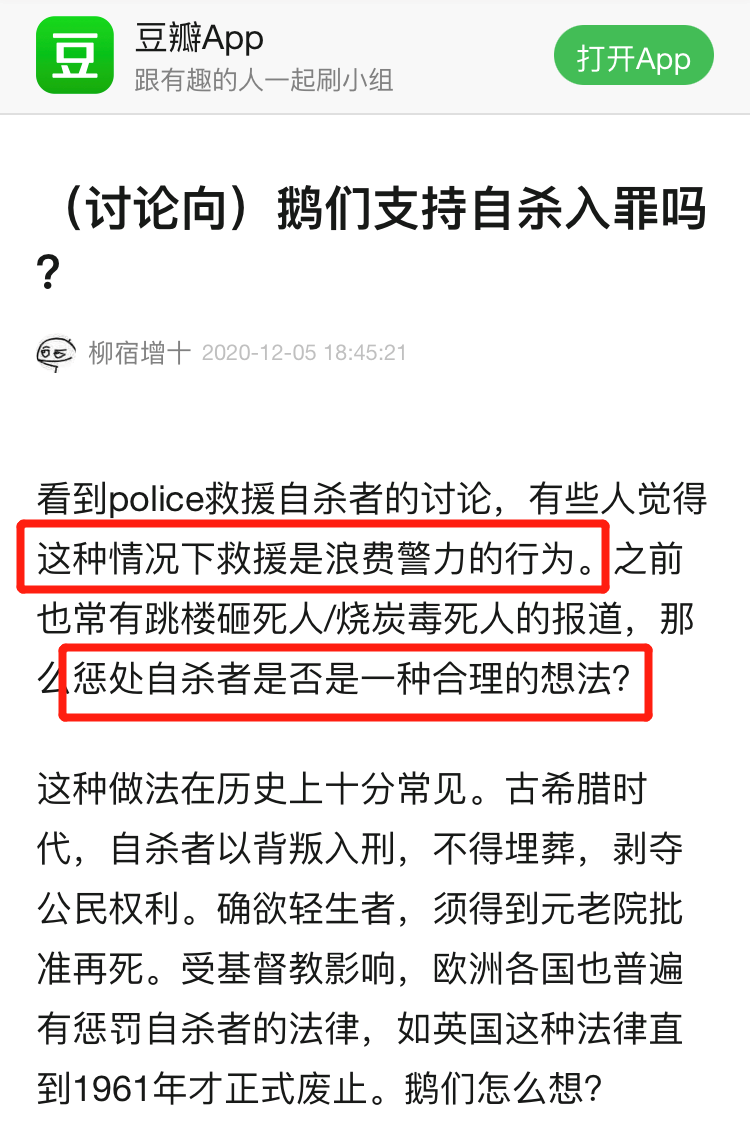 豆
豆瓣App
跟有趣的人一起刷小组
打开App
（讨论向）鹅们支持自杀入罪吗
？
柳宿增十 2020-12-05 18:45:21
看到police救援自杀者的讨论，有些人觉得
这种情况下救援是浪费警力的行为。之前
也常有跳楼砸死人/烧炭毒死人的报道，那
么惩处自杀者是否是一种合理的想法？
这种做法在历史上十分常见。古希腊时
代，自杀者以背叛入刑，不得埋葬，剥夺
公民权利。确欲轻生者，须得到元老院批
准再死。受基督教影响，欧洲各国也普遍
有惩罚自杀者的法律，如英国这种法律直
到1961年才正式废止。鹅们怎么想？